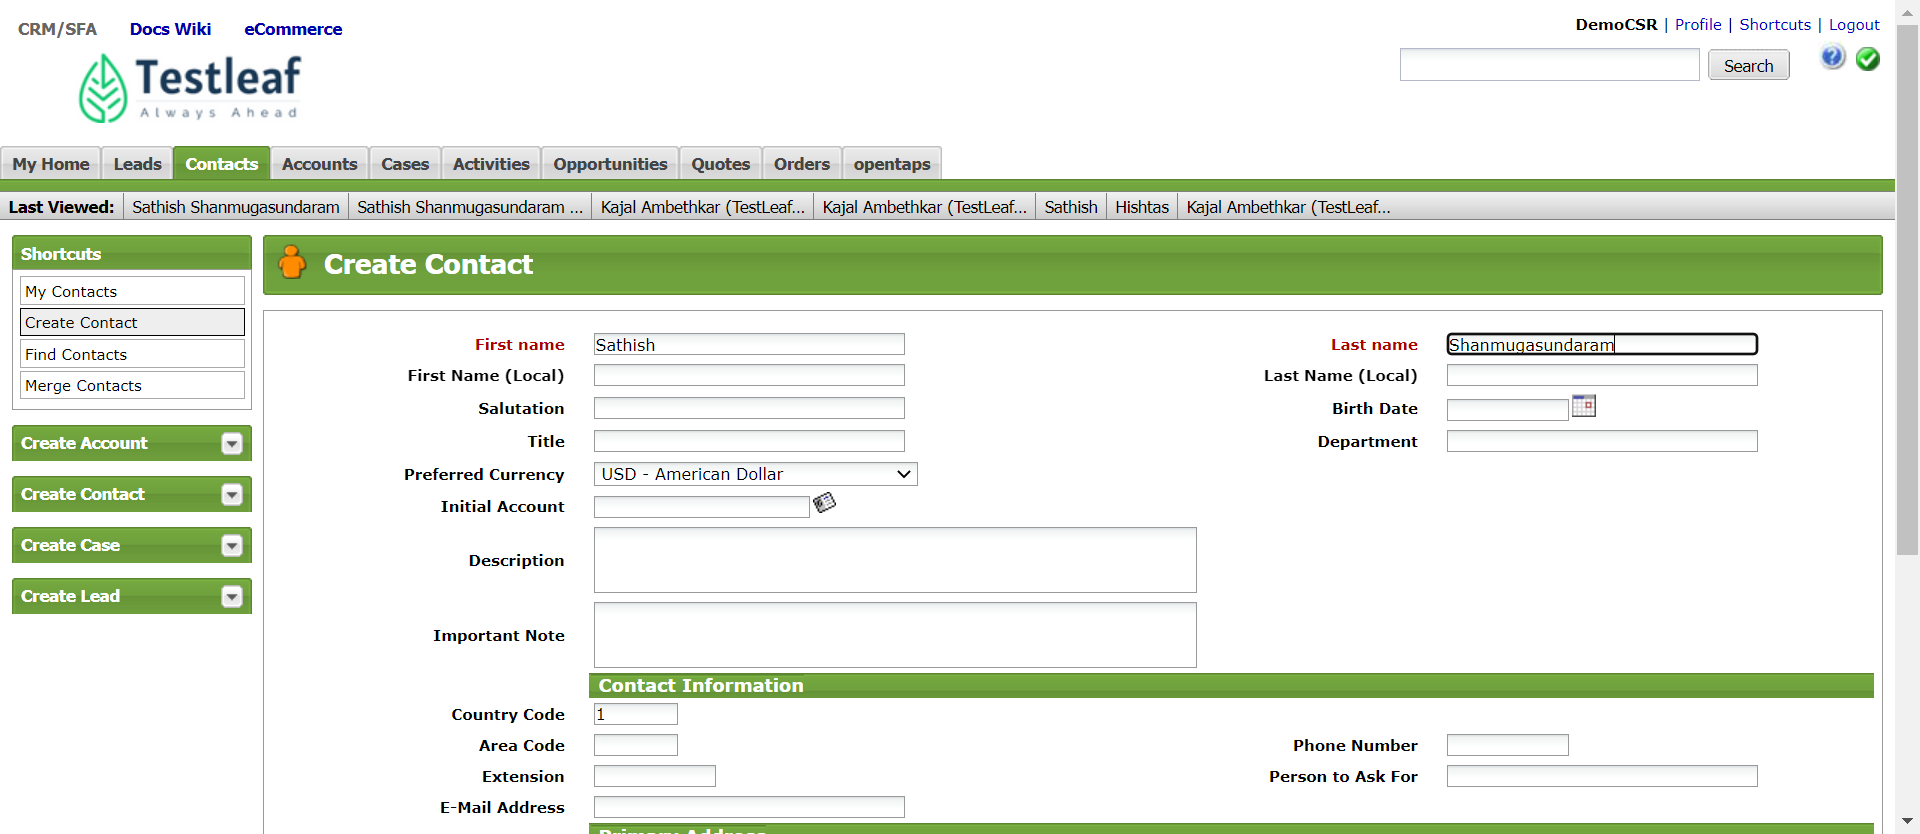 CRM/SFA Docs Wiki eCommerce
DemoCSR | Profile | Shortcuts | Logout
Search
Testleaf
Always Ahead
My Home Leads Contacts Accounts Cases Activities Opportunities Quotes Orders opentaps
Last Viewed: Sathish Shanmugasundaram Sathish Shanmugasundaram ... Kajal Ambethkar (TestLeaf... Kajal Ambethkar (TestLeaf... Sathish Hishtas Kajal Ambethkar (TestLeaf...
Shortcuts
My Contacts
Create Contact
Find Contacts
Merge Contacts
Create Account
Create Contact
Create Case
Create Lead
Create Contact
First name Sathish Last name Shanmugasundaram
First Name (Local) Last Name (Local)
Salutation Birth Date
Title Department
Preferred Currency USD - American Dollar
Initial Account
Description
Important Note
Contact Information
Country Code 1
Area Code Phone Number
Extension Person to Ask For
E-Mail Address
Primary Address